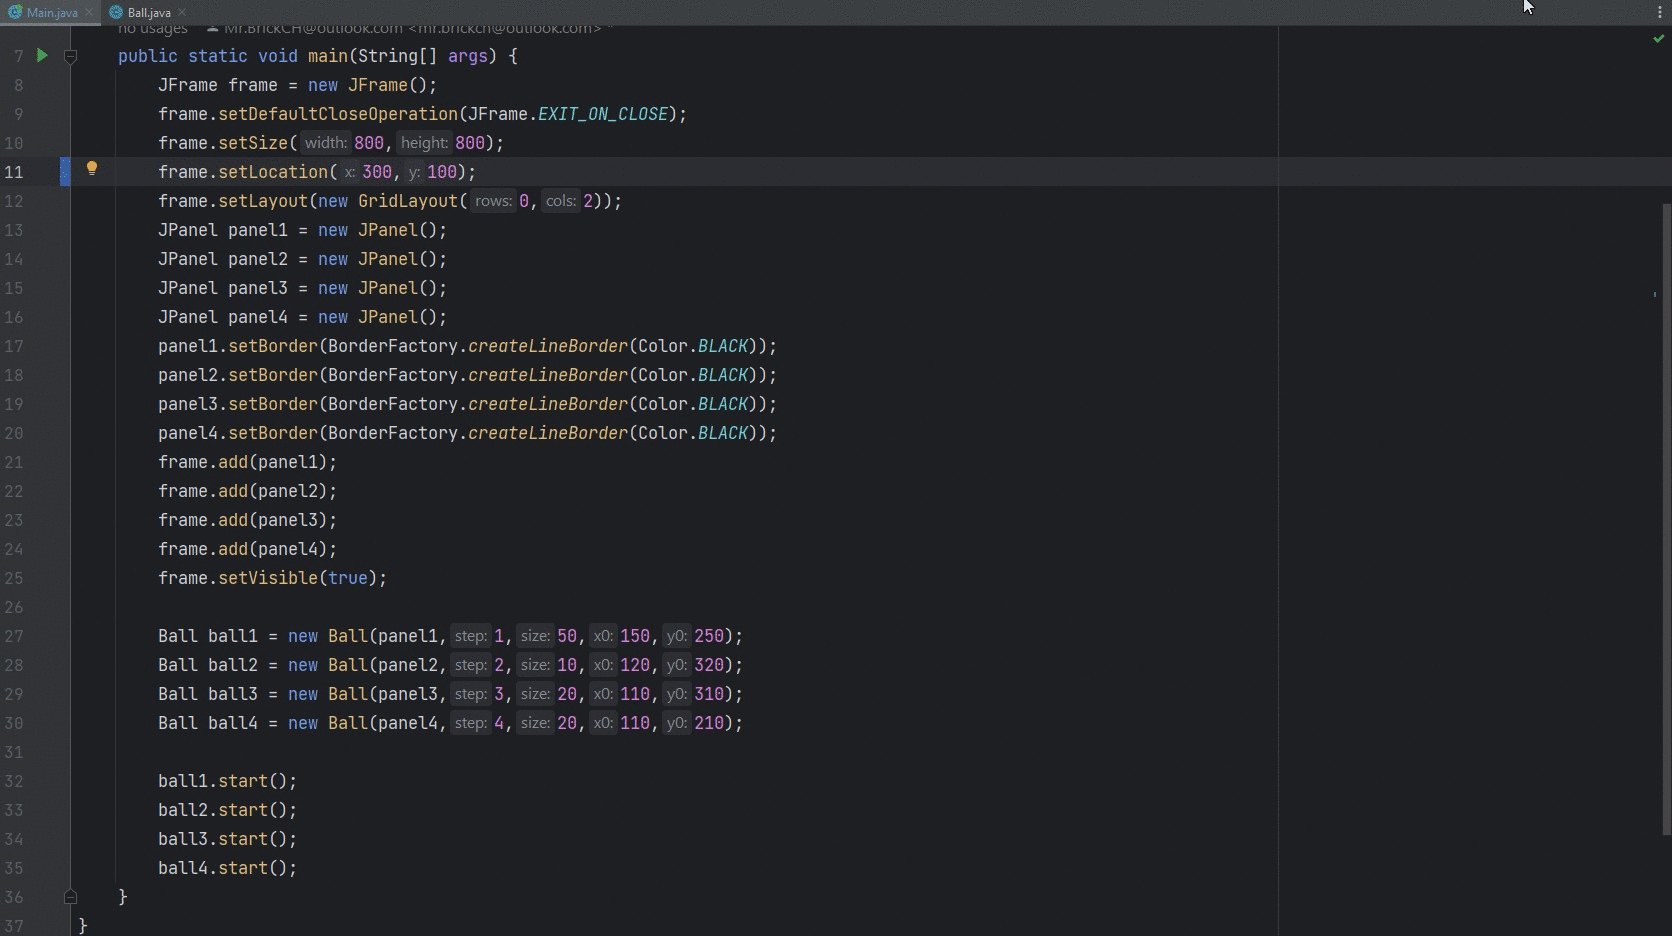 Main.java × Ball.java ×
no usages Mr.BrickCH@outlook.com <mr.brickch@outlook.com> *
7 public static void main(String[] args) {
8 JFrame frame = new JFrame();
9 frame.setDefaultCloseOperation(JFrame.EXIT_ON_CLOSE);
10 frame.setSize( width: 800, height: 800);
11 frame.setLocation( x: 300, y: 100);
12 frame.setLayout(new GridLayout( rows: 0, cols: 2));
13 JPanel panel1 = new JPanel();
14 JPanel panel2 = new JPanel();
15 JPanel panel3 = new JPanel();
16 JPanel panel4 = new JPanel();
17 panel1.setBorder(BorderFactory.createLineBorder(Color.BLACK));
18 panel2.setBorder(BorderFactory.createLineBorder(Color.BLACK));
19 panel3.setBorder(BorderFactory.createLineBorder(Color.BLACK));
20 panel4.setBorder(BorderFactory.createLineBorder(Color.BLACK));
21 frame.add(panel1);
22 frame.add(panel2);
23 frame.add(panel3);
24 frame.add(panel4);
25 frame.setVisible(true);
26
27 Ball ball1 = new Ball(panel1, step: 1, size: 50, x0: 150, y0: 250);
28 Ball ball2 = new Ball(panel2, step: 2, size: 10, x0: 120, y0: 320);
29 Ball ball3 = new Ball(panel3, step: 3, size: 20, x0: 110, y0: 310);
30 Ball ball4 = new Ball(panel4, step: 4, size: 20, x0: 110, y0: 210);
31
32 ball1.start();
33 ball2.start();
34 ball3.start();
35 ball4.start();
36 }
37 }